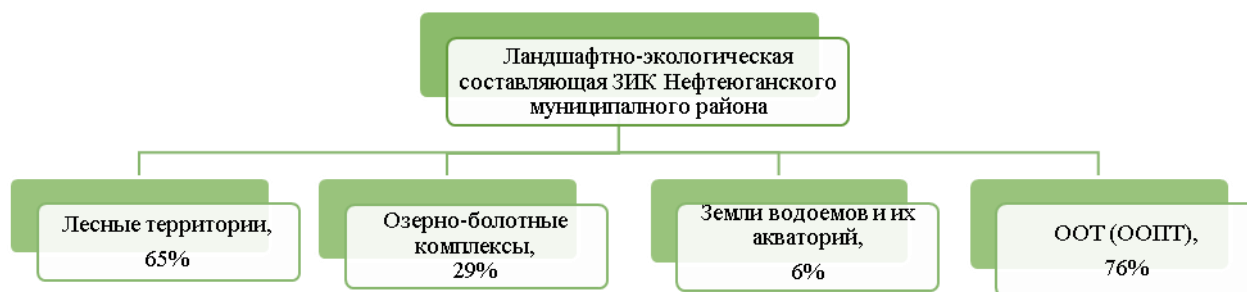 Ландшафтно-экологическая
составляющая ЗИК Нефтеюганского
муниципалного района
Лесные территории,
65%
Озерно-болотные
комплексы,
29%
Земли водоемов и их
акваторий,
6%
ООТ (ООПТ),
76%